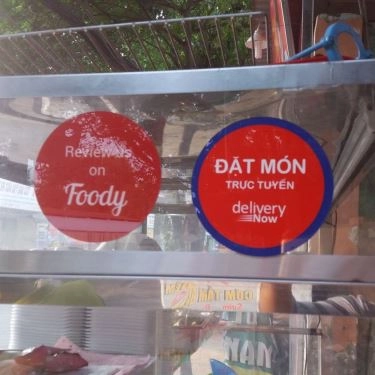 Review us
on
Foody
ĐẶT MÓN
TRỰC TUYẾN
delivery
Now